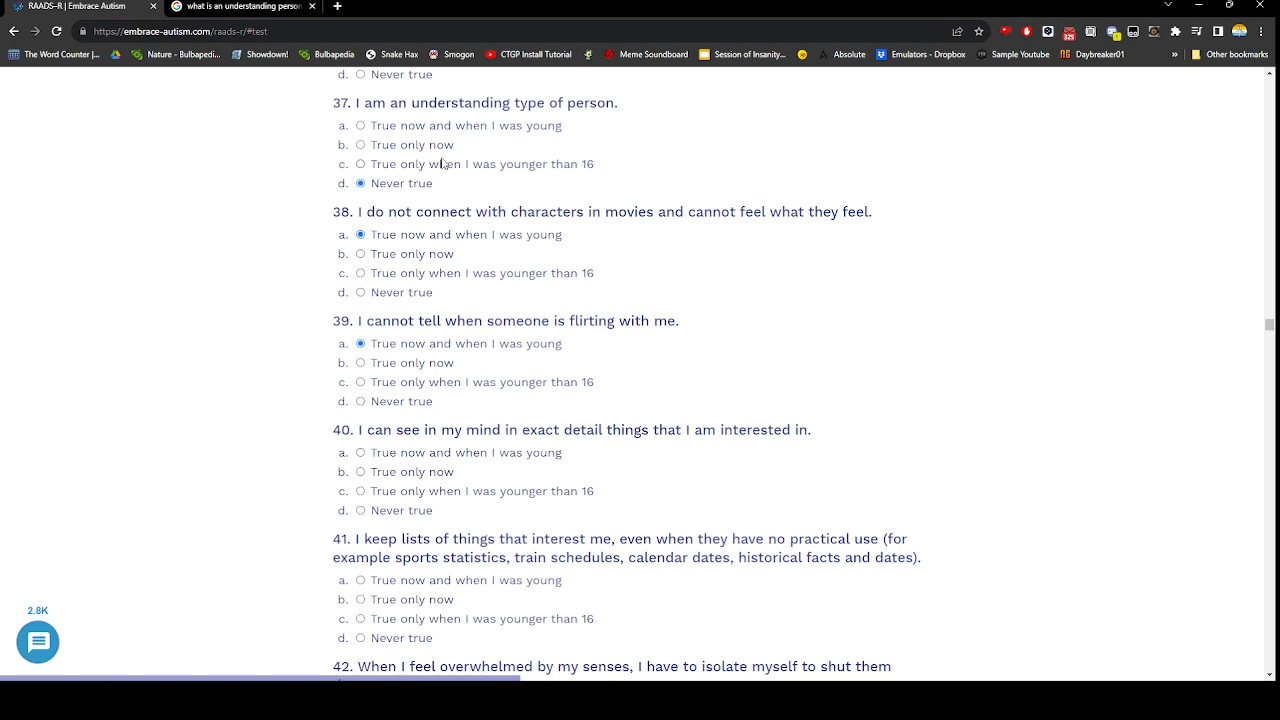 RAADS-R | Embrace Autism
what is an understanding person
https://embrace-autism.com/raads-r/#test
325
The Word Counter |...
Nature - Bulbapedi...
Showdown!
Bulbapedia
Snake Hax
Smogon
CTGP Install Tutorial
Meme Soundboard
Session of Insanity...
Absolute
Emulators - Dropbox
Sample Youtube
Daybreaker01
»
Other bookmarks
d. Never true
37. I am an understanding type of person.
a. True now and when I was young
b. True only now
c. True only when I was younger than 16
d. Never true
38. I do not connect with characters in movies and cannot feel what they feel.
a. True now and when I was young
b. True only now
c. True only when I was younger than 16
d. Never true
39. I cannot tell when someone is flirting with me.
a. True now and when I was young
b. True only now
c. True only when I was younger than 16
d. Never true
40. I can see in my mind in exact detail things that I am interested in.
a. True now and when I was young
b. True only now
c. True only when I was younger than 16
d. Never true
41. I keep lists of things that interest me, even when they have no practical use (for
example sports statistics, train schedules, calendar dates, historical facts and dates).
a. True now and when I was young
b. True only now
c. True only when I was younger than 16
d. Never true
2.8K
42. When I feel overwhelmed by my senses, I have to isolate myself to shut them